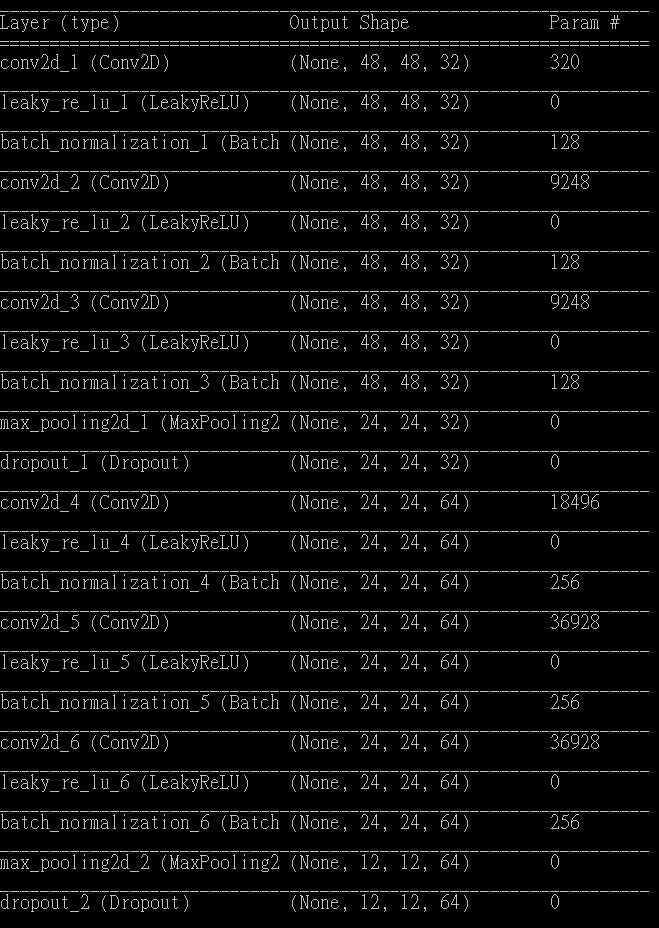 Layer (type) Output Shape Param #
conv2d_1 (Conv2D) (None, 48, 48, 32) 320
leaky_re_lu_1 (LeakyReLU) (None, 48, 48, 32) 0
batch_normalization_1 (Batch (None, 48, 48, 32) 128
conv2d_2 (Conv2D) (None, 48, 48, 32) 9248
leaky_re_lu_2 (LeakyReLU) (None, 48, 48, 32) 0
batch_normalization_2 (Batch (None, 48, 48, 32) 128
conv2d_3 (Conv2D) (None, 48, 48, 32) 9248
leaky_re_lu_3 (LeakyReLU) (None, 48, 48, 32) 0
batch_normalization_3 (Batch (None, 48, 48, 32) 128
max_pooling2d_1 (MaxPooling2 (None, 24, 24, 32) 0
dropout_1 (Dropout) (None, 24, 24, 32) 0
conv2d_4 (Conv2D) (None, 24, 24, 64) 18496
leaky_re_lu_4 (LeakyReLU) (None, 24, 24, 64) 0
batch_normalization_4 (Batch (None, 24, 24, 64) 256
conv2d_5 (Conv2D) (None, 24, 24, 64) 36928
leaky_re_lu_5 (LeakyReLU) (None, 24, 24, 64) 0
batch_normalization_5 (Batch (None, 24, 24, 64) 256
conv2d_6 (Conv2D) (None, 24, 24, 64) 36928
leaky_re_lu_6 (LeakyReLU) (None, 24, 24, 64) 0
batch_normalization_6 (Batch (None, 24, 24, 64) 256
max_pooling2d_2 (MaxPooling2 (None, 12, 12, 64) 0
dropout_2 (Dropout) (None, 12, 12, 64) 0